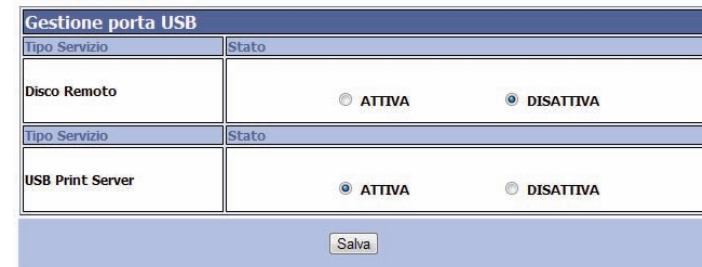 Gestione porta USB
Tipo Servizio Stato
Disco Remoto ATTIVA DISATTIVA
Tipo Servizio Stato
USB Print Server ATTIVA DISATTIVA
Salva